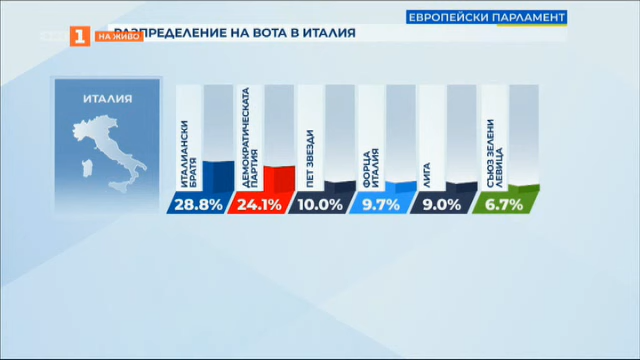 ЕВРОПЕЙСКИ ПАРЛАМЕНТ
1
НА ЖИВО
РАЗПРЕДЕЛЕНИЕ НА ВОТА В ИТАЛИЯ
ИТАЛИЯ
ИТАЛИАНСКИ
БРАТЯ
28.8%
ДЕМОКРАТИЧЕСКАТА
ПАРТИЯ
24.1%
ПЕТ ЗВЕЗДИ
10.0%
ФОРЦА
ИТАЛИЯ
9.7%
ЛИГА
9.0%
СЪЮЗ ЗЕЛЕНИ
ЛЕВИЦА
6.7%